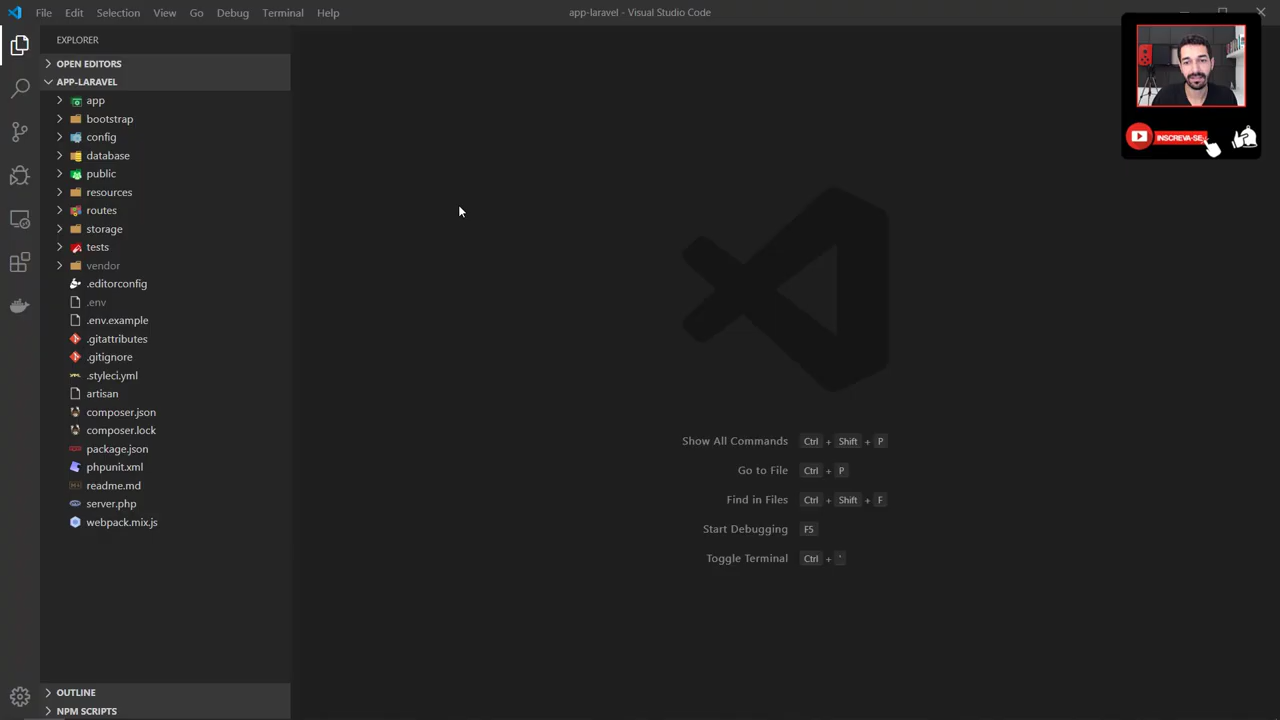 File Edit Selection View Go Debug Terminal Help
app-laravel - Visual Studio Code
EXPLORER
OPEN EDITORS
APP-LARAVEL
app
bootstrap
config
database
public
resources
routes
storage
tests
vendor
.editorconfig
.env
.env.example
.gitattributes
.gitignore
.styleci.yml
artisan
composer.json
composer.lock
package.json
phpunit.xml
readme.md
server.php
webpack.mix.js
OUTLINE
NPM SCRIPTS
Show All Commands Ctrl + Shift + P
Go to File Ctrl + P
Find in Files Ctrl + Shift + F
Start Debugging F5
Toggle Terminal Ctrl + `
INSCREVA-SE